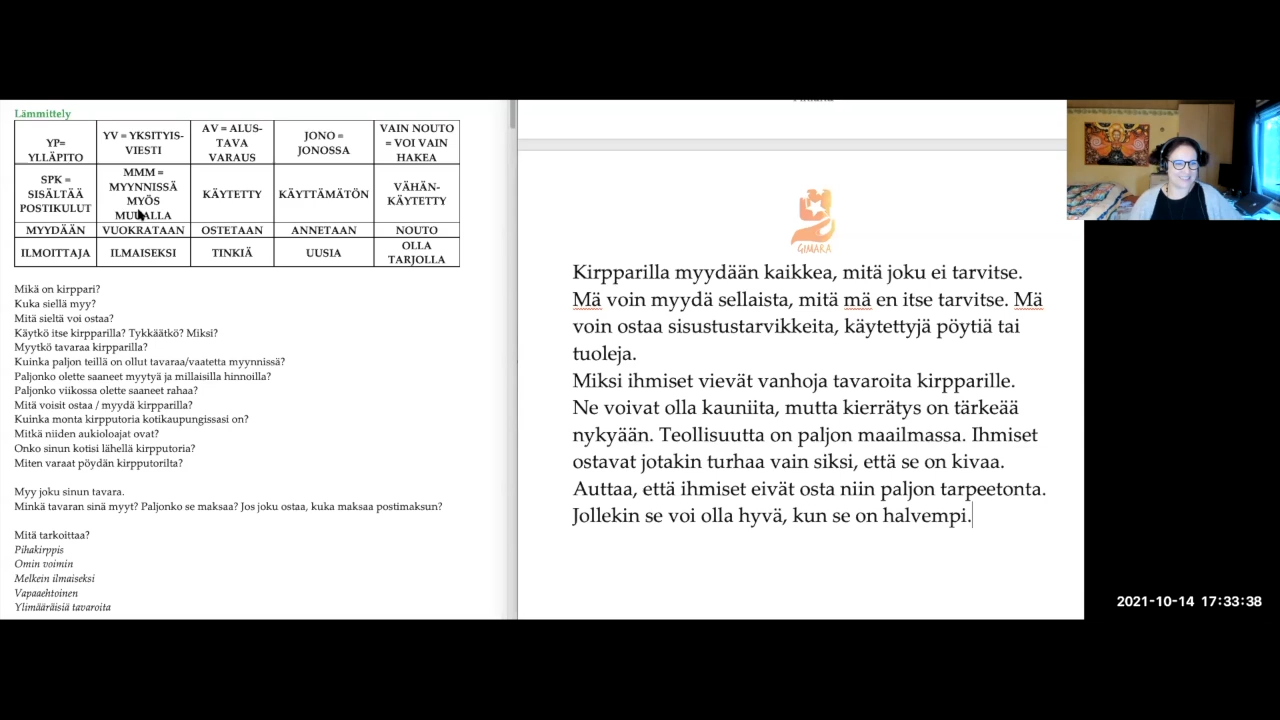 Lämmittely
YP=
YLLÄPITO
YV = YKSITYIS-
VIESTI
AV = ALUS-
TAVA
VARAUS
JONO =
JONOSSA
VAIN NOUTO
= VOI VAIN
HAKEA
SPK =
SISÄLTÄÄ
POSTIKULUT
MMM =
MYYNNISSÄ
MYÖS
MUUALLA
KÄYTETTY
KÄYTTÄMÄTÖN
VÄHÄN-
KÄYTETTY
MYYDÄÄN
VUOKRATAAN
OSTETAAN
ANNETAAN
NOUTO
ILMOITTAJA
ILMAISEKSI
TINKIÄ
UUSIA
OLLA
TARJOLLA
Mikä on kirppari?
Kuka siellä myy?
Mitä sieltä voi ostaa?
Käytkö itse kirpparilla? Tykkäätkö? Miksi?
Myytkö tavaraa kirpparilla?
Kuinka paljon teillä on ollut tavaraa/vaatetta myynnissä?
Paljonko olette saaneet myytyä ja millaisilla hinnoilla?
Paljonko viikossa olette saaneet rahaa?
Mitä voisit ostaa / myydä kirpparilla?
Kuinka monta kirpputoria kotikaupungissasi on?
Mitkä niiden aukioloajat ovat?
Onko sinun kotisi lähellä kirpputoria?
Miten varaat pöydän kirpputorilta?
Myy joku sinun tavara.
Minkä tavaran sinä myyt? Paljonko se maksaa? Jos joku ostaa, kuka maksaa postimaksun?
Mitä tarkoittaa?
Pihakirppis
Omin voimin
Melkein ilmaiseksi
Vapaaehtoinen
Ylimääräisiä tavaroita
GIMARA
Kirpparilla myydään kaikkea, mitä joku ei tarvitse.
Mä voin myydä sellaista, mitä mä en itse tarvitse. Mä
voin ostaa sisustustarvikkeita, käytettyjä pöytiä tai
tuoleja.
Miksi ihmiset vievät vanhoja tavaroita kirpparille.
Ne voivat olla kauniita, mutta kierrätys on tärkeää
nykyään. Teollisuutta on paljon maailmassa. Ihmiset
ostavat jotakin turhaa vain siksi, että se on kivaa.
Auttaa, että ihmiset eivät osta niin paljon tarpeetonta.
Jollekin se voi olla hyvä, kun se on halvempi.
2021-10-14 17:33:38